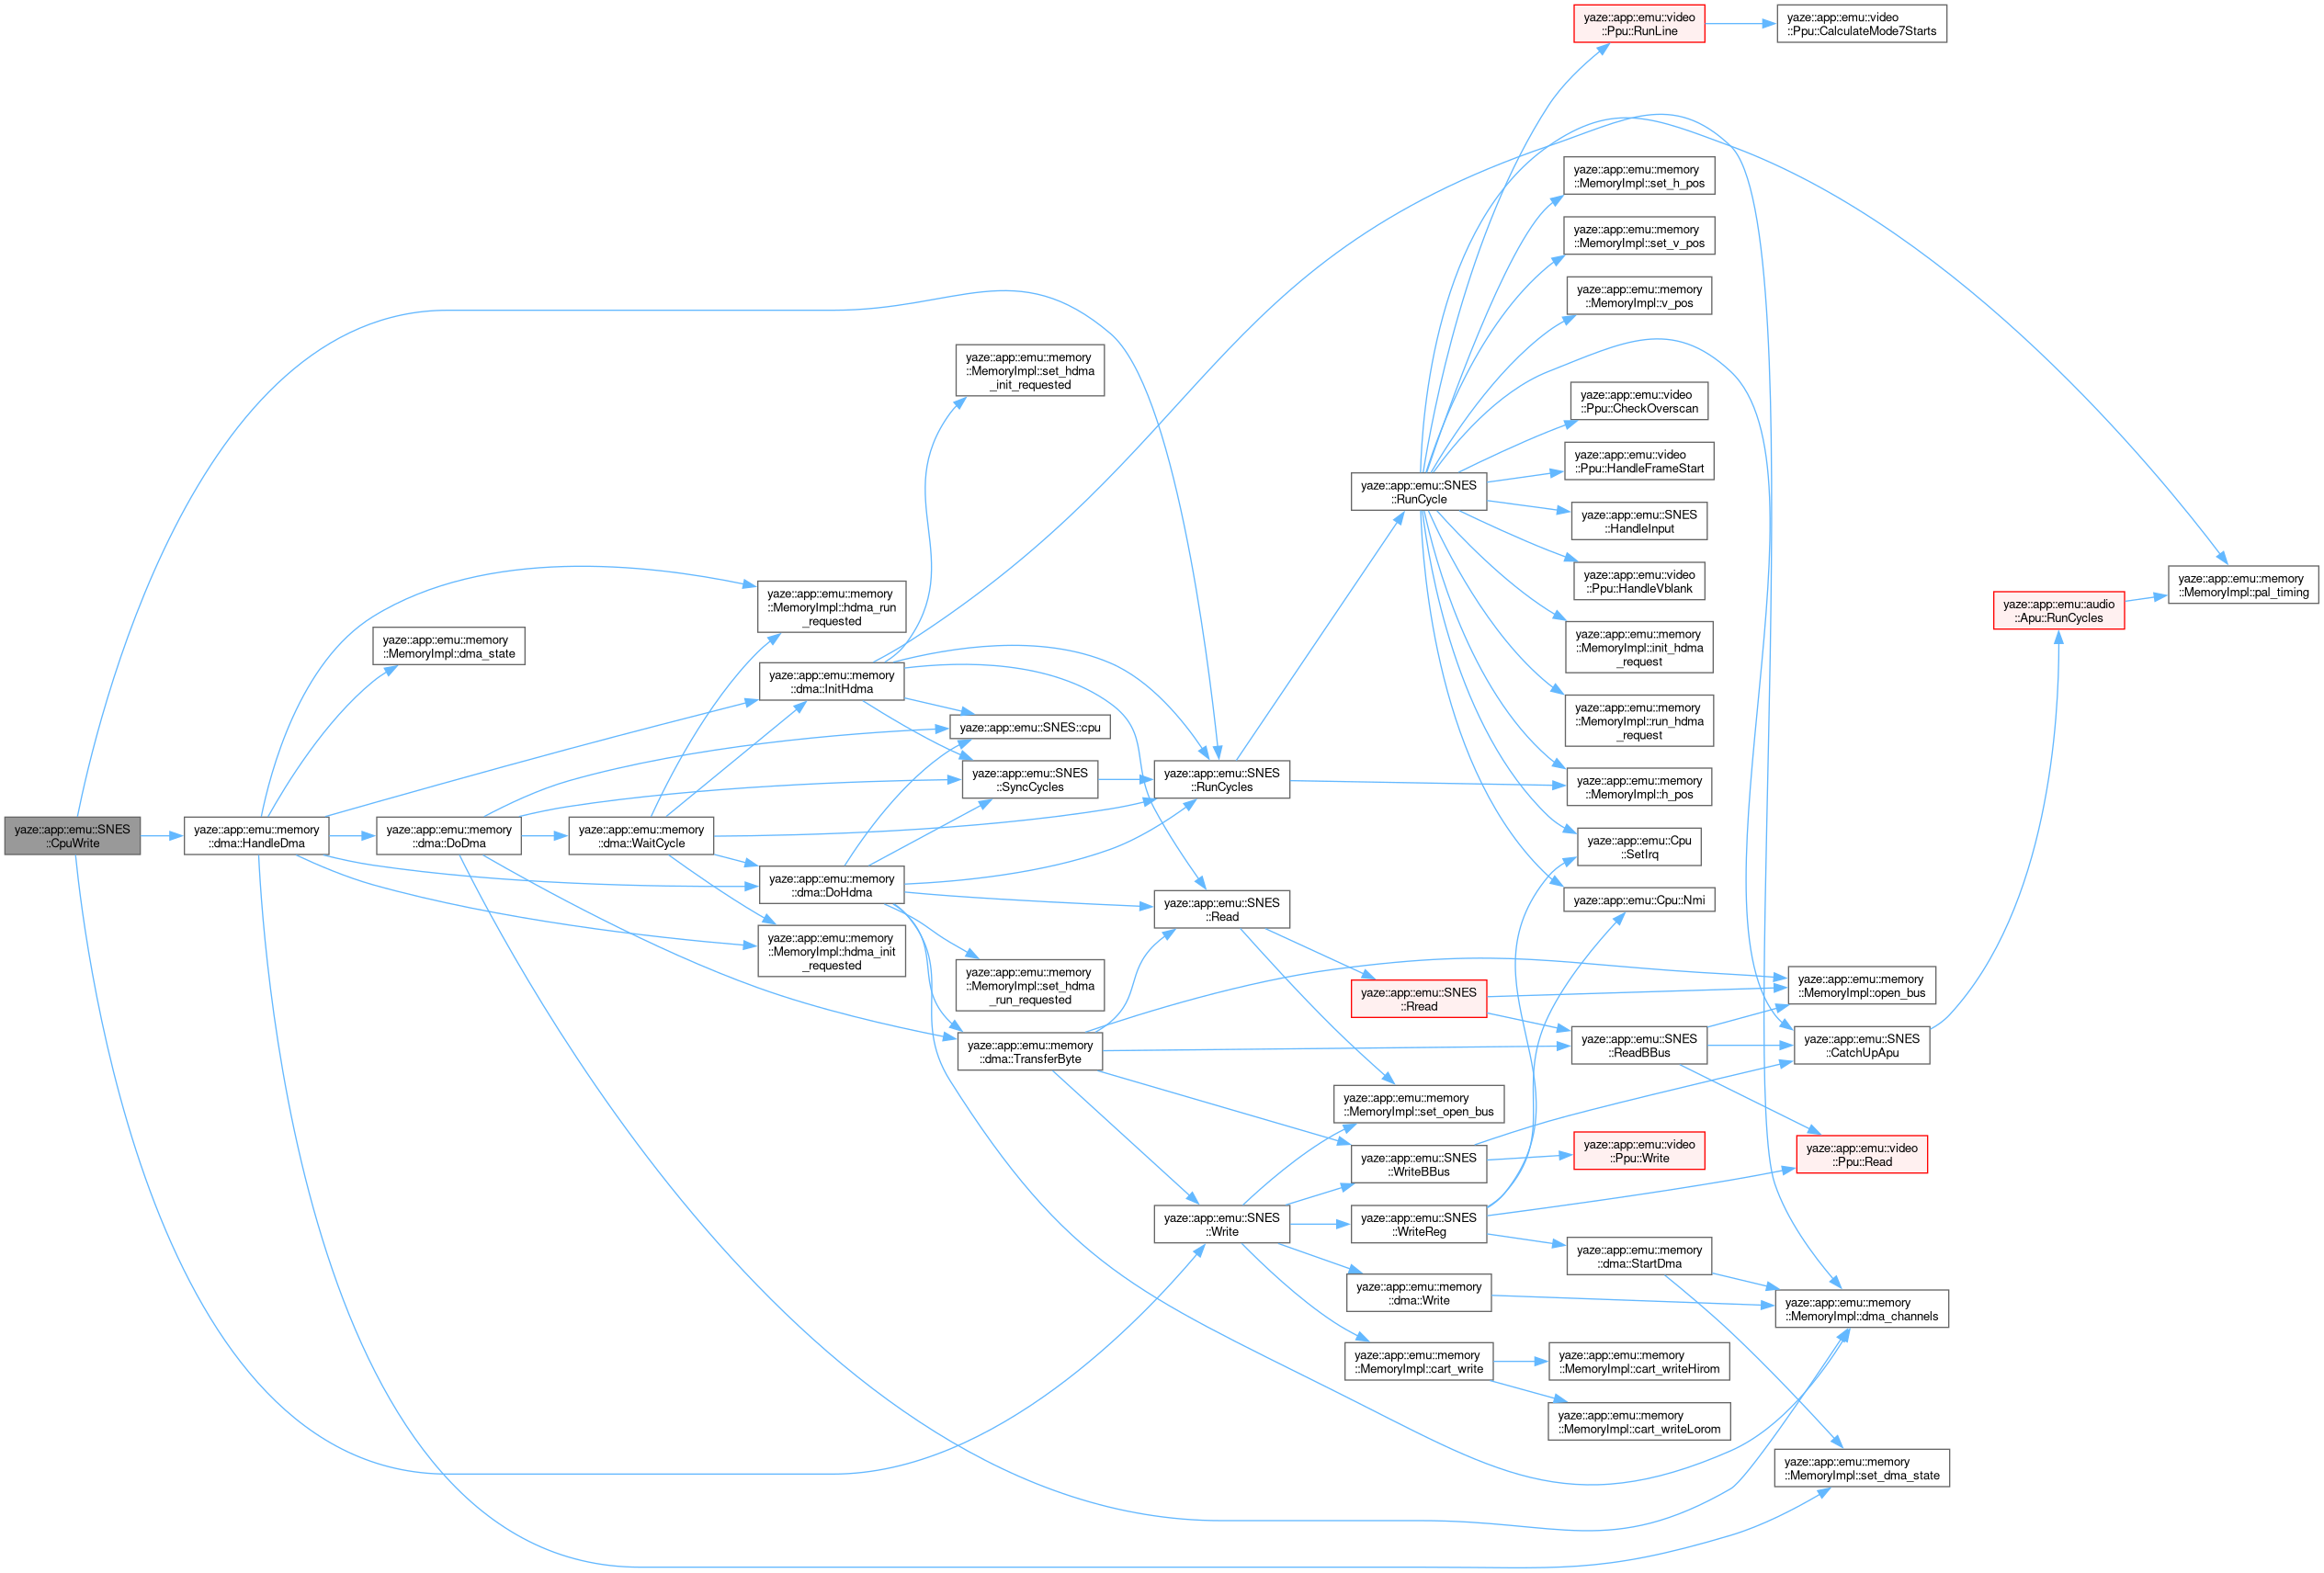 yaze::app::emu::SNES
::CpuWrite
yaze::app::emu::memory
::dma::HandleDma
yaze::app::emu::memory
::MemoryImpl::dma_state
yaze::app::emu::memory
::dma::DoDma
yaze::app::emu::memory
::dma::WaitCycle
yaze::app::emu::memory
::MemoryImpl::hdma_run
_requested
yaze::app::emu::memory
::dma::InitHdma
yaze::app::emu::memory
::dma::DoHdma
yaze::app::emu::memory
::MemoryImpl::hdma_init
_requested
yaze::app::emu::memory
::MemoryImpl::set_hdma
_init_requested
yaze::app::emu::SNES::cpu
yaze::app::emu::SNES
::SyncCycles
yaze::app::emu::memory
::MemoryImpl::set_hdma
_run_requested
yaze::app::emu::memory
::dma::TransferByte
yaze::app::emu::SNES
::RunCycles
yaze::app::emu::SNES
::Read
yaze::app::emu::SNES
::Write
yaze::app::emu::SNES
::RunCycle
yaze::app::emu::SNES
::Rread
yaze::app::emu::memory
::MemoryImpl::set_open_bus
yaze::app::emu::SNES
::WriteBBus
yaze::app::emu::SNES
::WriteReg
yaze::app::emu::memory
::dma::Write
yaze::app::emu::memory
::MemoryImpl::cart_write
yaze::app::emu::video
::Ppu::RunLine
yaze::app::emu::memory
::MemoryImpl::set_h_pos
yaze::app::emu::memory
::MemoryImpl::set_v_pos
yaze::app::emu::memory
::MemoryImpl::v_pos
yaze::app::emu::video
::Ppu::CheckOverscan
yaze::app::emu::video
::Ppu::HandleFrameStart
yaze::app::emu::SNES
::HandleInput
yaze::app::emu::video
::Ppu::HandleVblank
yaze::app::emu::memory
::MemoryImpl::init_hdma
_request
yaze::app::emu::memory
::MemoryImpl::run_hdma
_request
yaze::app::emu::memory
::MemoryImpl::h_pos
yaze::app::emu::Cpu
::SetIrq
yaze::app::emu::Cpu::Nmi
yaze::app::emu::SNES
::ReadBBus
yaze::app::emu::video
::Ppu::Write
yaze::app::emu::memory
::dma::StartDma
yaze::app::emu::memory
::MemoryImpl::cart_writeHirom
yaze::app::emu::memory
::MemoryImpl::cart_writeLorom
yaze::app::emu::video
::Ppu::CalculateMode7Starts
yaze::app::emu::memory
::MemoryImpl::open_bus
yaze::app::emu::SNES
::CatchUpApu
yaze::app::emu::video
::Ppu::Read
yaze::app::emu::memory
::MemoryImpl::dma_channels
yaze::app::emu::memory
::MemoryImpl::set_dma_state
yaze::app::emu::audio
::Apu::RunCycles
yaze::app::emu::memory
::MemoryImpl::pal_timing